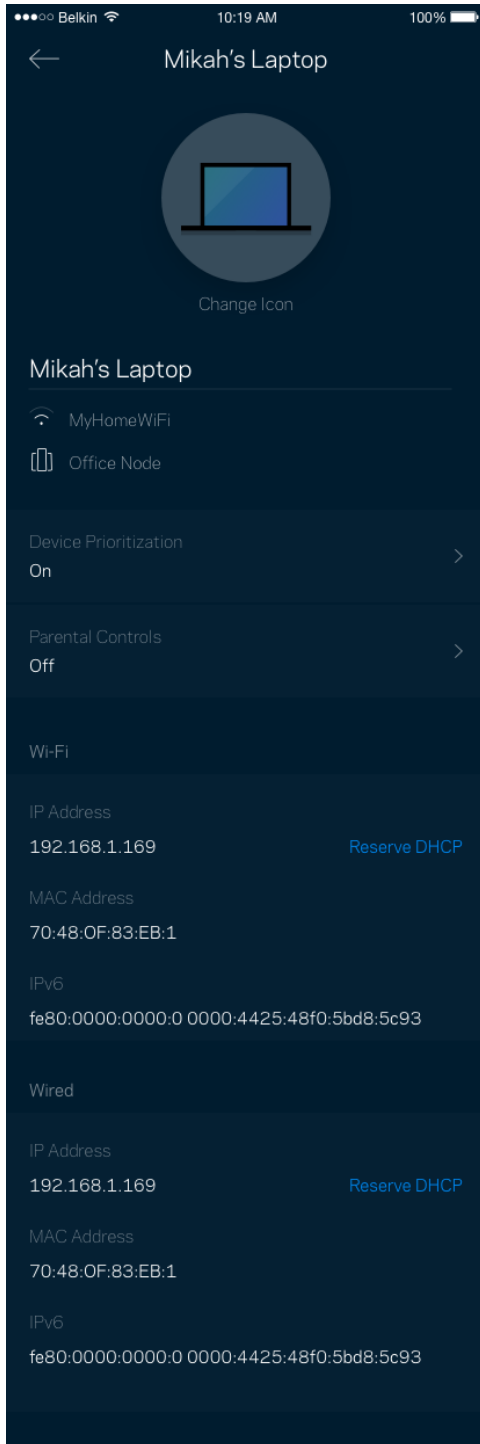 Belkin 10:19 AM 100%
Mikah's Laptop
Change Icon
Mikah's Laptop
MyHomeWiFi
Office Node
Device Prioritization
On
Parental Controls
Off
Wi-Fi
IP Address
192.168.1.169 Reserve DHCP
MAC Address
70:48:0F:83:EB:1
IPv6
fe80:0000:0000:0 0000:4425:48f0:5bd8:5c93
Wired
IP Address
192.168.1.169 Reserve DHCP
MAC Address
70:48:0F:83:EB:1
IPv6
fe80:0000:0000:0 0000:4425:48f0:5bd8:5c93